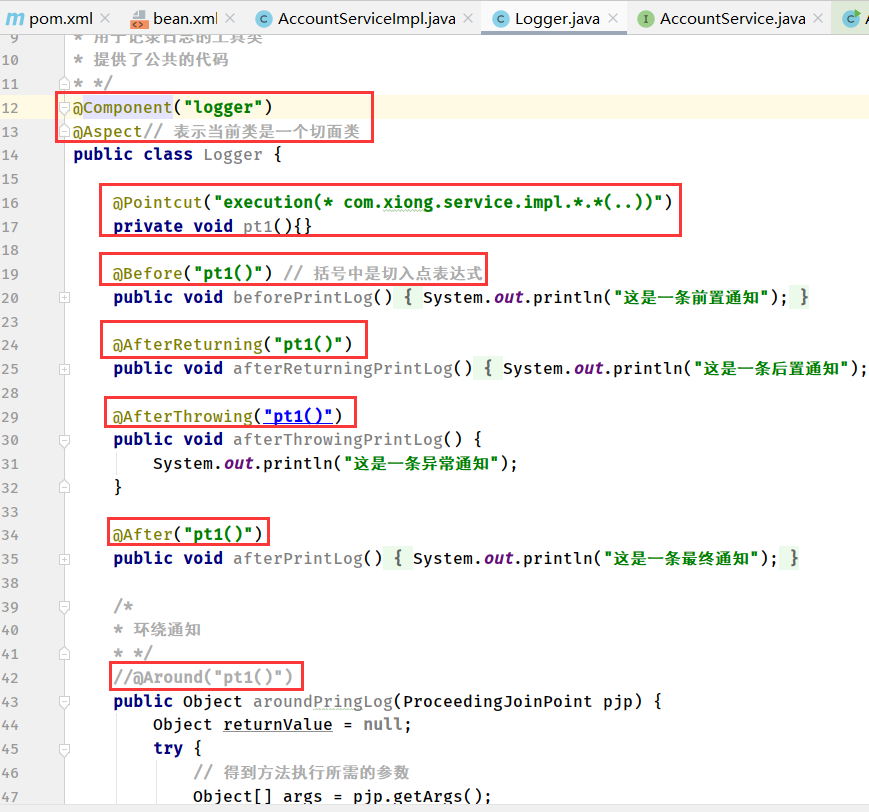 pom.xml bean.xml AccountServiceImpl.java Logger.java AccountService.java
9 * 用于记录日志的工具类
10 * 提供了公共的代码
11 * */
12 @Component("logger")
13 @Aspect// 表示当前类是一个切面类
14 public class Logger {
15
16 @Pointcut("execution(* com.xiong.service.impl.*.*(..))")
17 private void pt1(){}
18
19 @Before("pt1()") // 括号中是切入点表达式
20 public void beforePrintLog() { System.out.println("这是一条前置通知"); }
23
24 @AfterReturning("pt1()")
25 public void afterReturningPrintLog() { System.out.println("这是一条后置通知");
28
29 @AfterThrowing("pt1()")
30 public void afterThrowingPrintLog() {
31 System.out.println("这是一条异常通知");
32 }
33
34 @After("pt1()")
35 public void afterPrintLog() { System.out.println("这是一条最终通知"); }
38
39 /*
40 * 环绕通知
41 * */
42 //@Around("pt1()")
43 public Object aroundPringLog(ProceedingJoinPoint pjp) {
44 Object returnValue = null;
45 try {
46 // 得到方法执行所需的参数
47 Object[] args = pjp.getArgs();